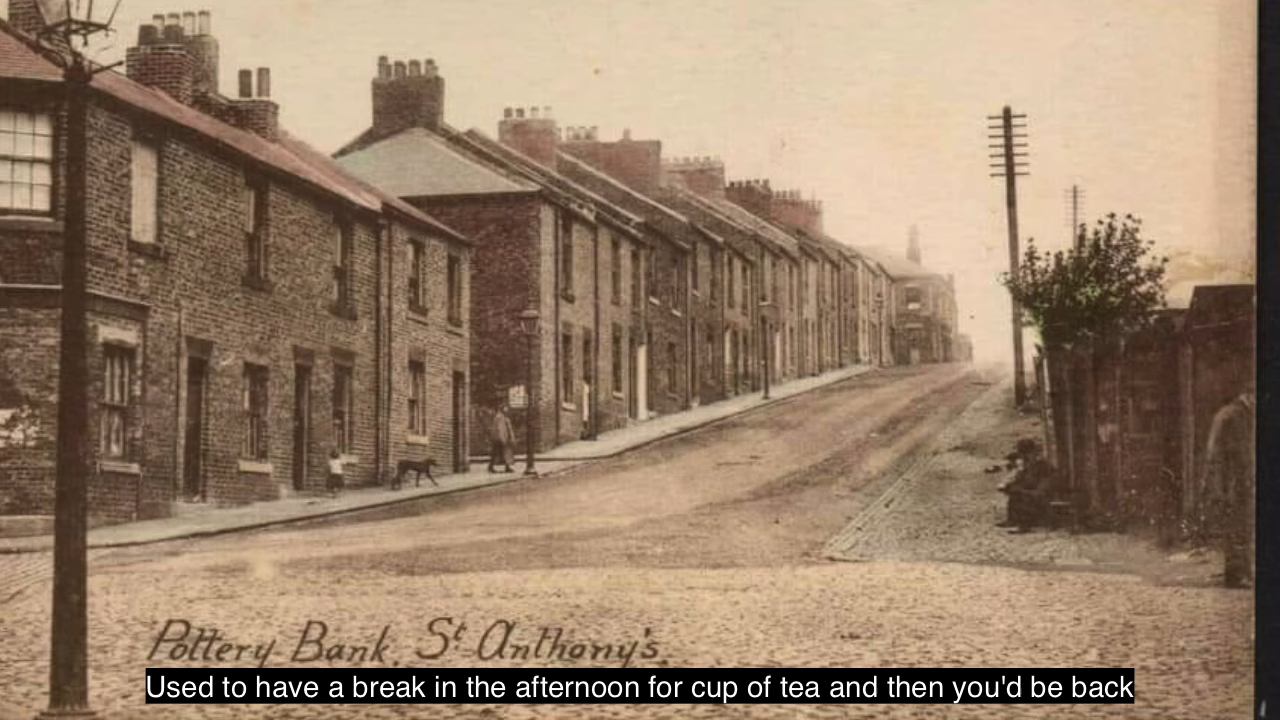 Pottery Bank. St Anthony's.
Used to have a break in the afternoon for cup of tea and then you'd be back